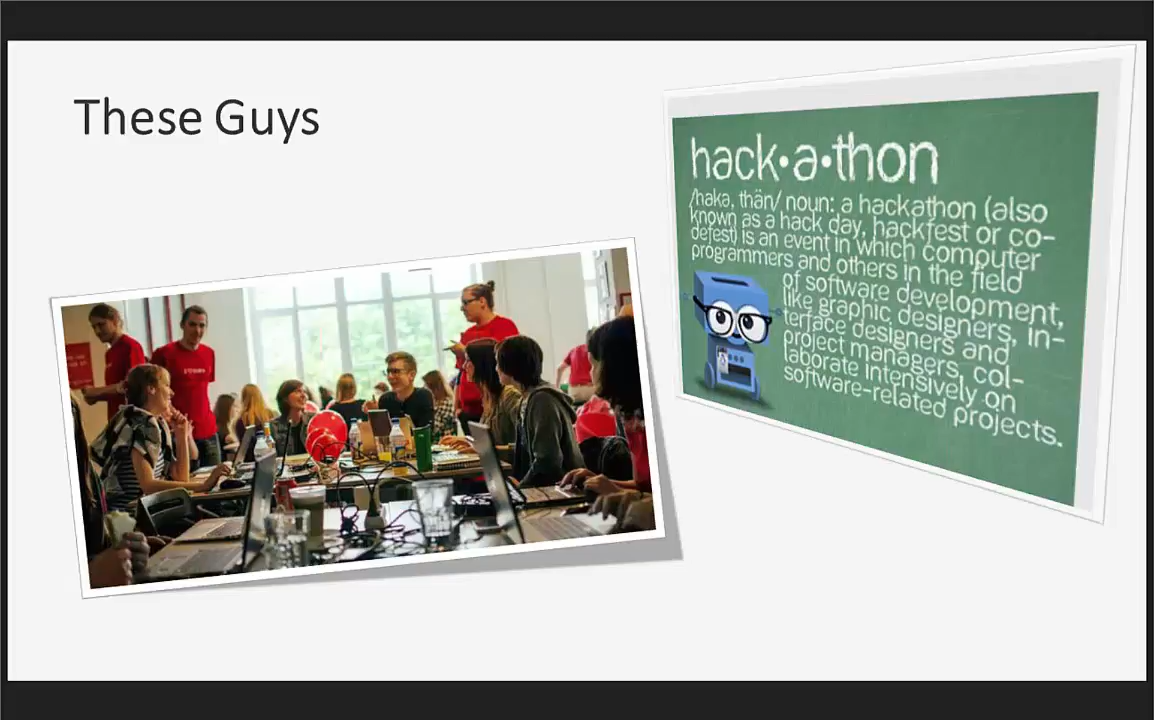 These Guys
hack·a·thon
/hakə, thän/ noun: a hackathon (also
known as a hack day, hackfest or co-
defest) is an event in which computer
programmers and others in the field
of software development,
like graphic designers, in-
terface designers and
project managers, col-
laborate intensively on
software-related projects.